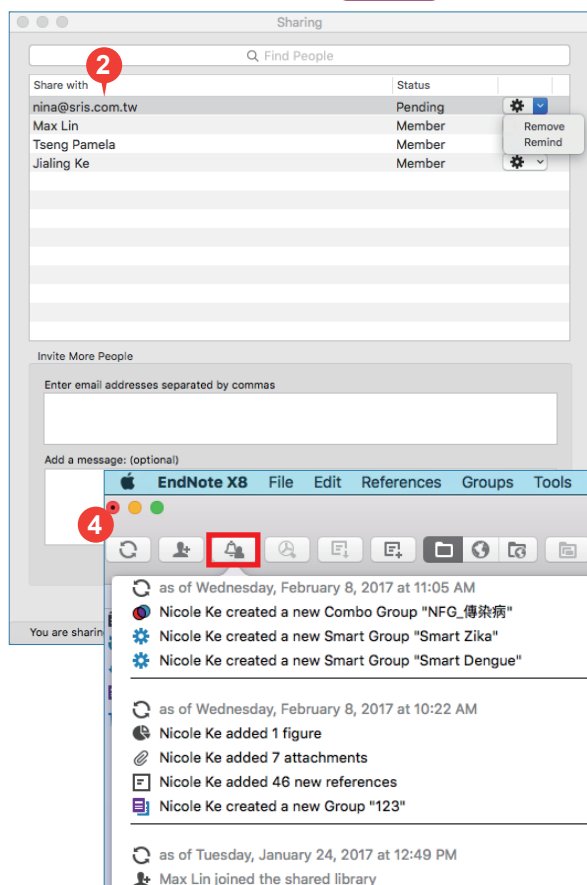 Sharing
Find People
2
Share with Status
nina@sris.com.tw Pending
Max Lin Member
Remove
Tseng Pamela Member
Remind
Jialing Ke Member
Invite More People
Enter email addresses separated by commas
Add a message: (optional)
EndNote X8 File Edit References Groups Tools
4
as of Wednesday, February 8, 2017 at 11:05 AM
Nicole Ke created a new Combo Group "NFG_傳染病"
Nicole Ke created a new Smart Group "Smart Zika"
You are sharin
Nicole Ke created a new Smart Group "Smart Dengue"
as of Wednesday, February 8, 2017 at 10:22 AM
Nicole Ke added 1 figure
Nicole Ke added 7 attachments
Nicole Ke added 46 new references
Nicole Ke created a new Group "123"
as of Tuesday, January 24, 2017 at 12:49 PM
Max Lin joined the shared library